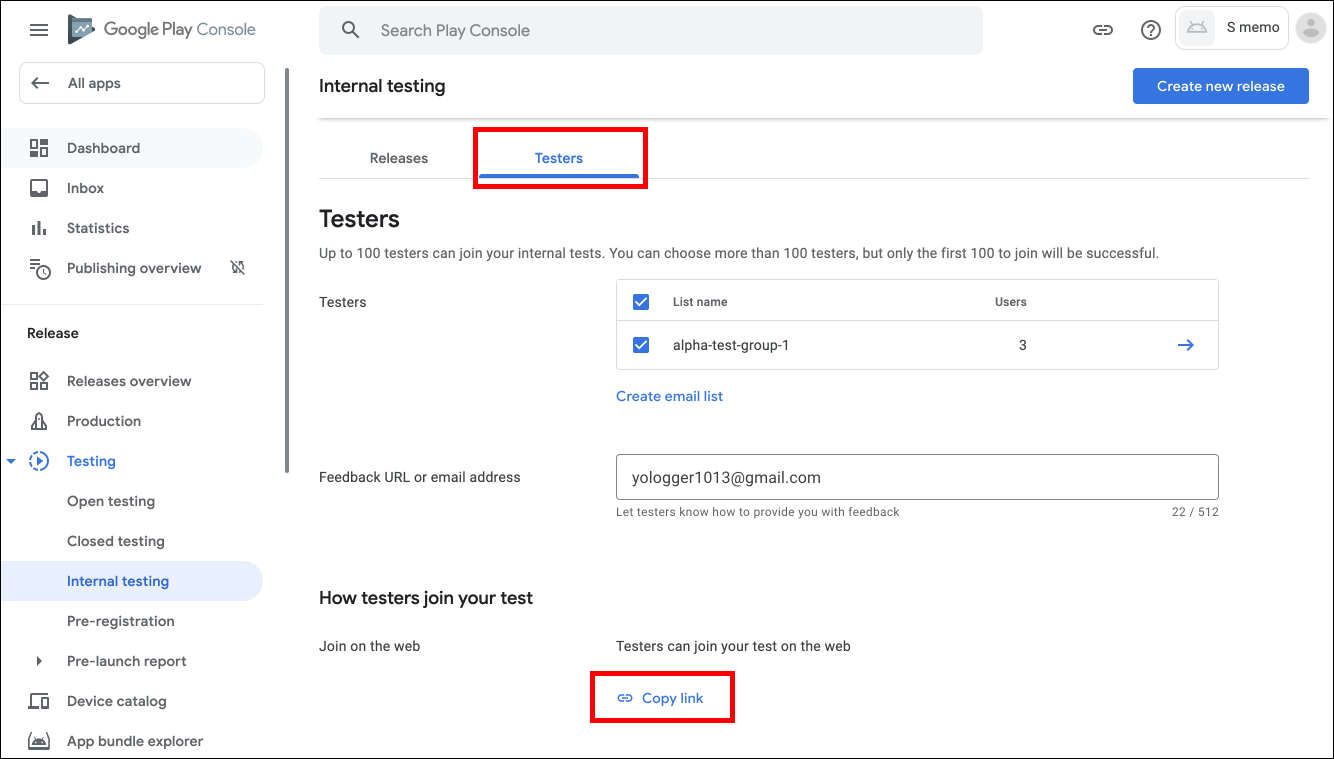 Google Play Console
Search Play Console
S memo
All apps
Dashboard
Inbox
Statistics
Publishing overview
Release
Releases overview
Production
Testing
Open testing
Closed testing
Internal testing
Pre-registration
Pre-launch report
Device catalog
App bundle explorer
Internal testing
Create new release
Releases
Testers
Testers
Up to 100 testers can join your internal tests. You can choose more than 100 testers, but only the first 100 to join will be successful.
Testers
List name
Users
alpha-test-group-1
3
Create email list
Feedback URL or email address
yologger1013@gmail.com
Let testers know how to provide you with feedback
22 / 512
How testers join your test
Join on the web
Testers can join your test on the web
Copy link